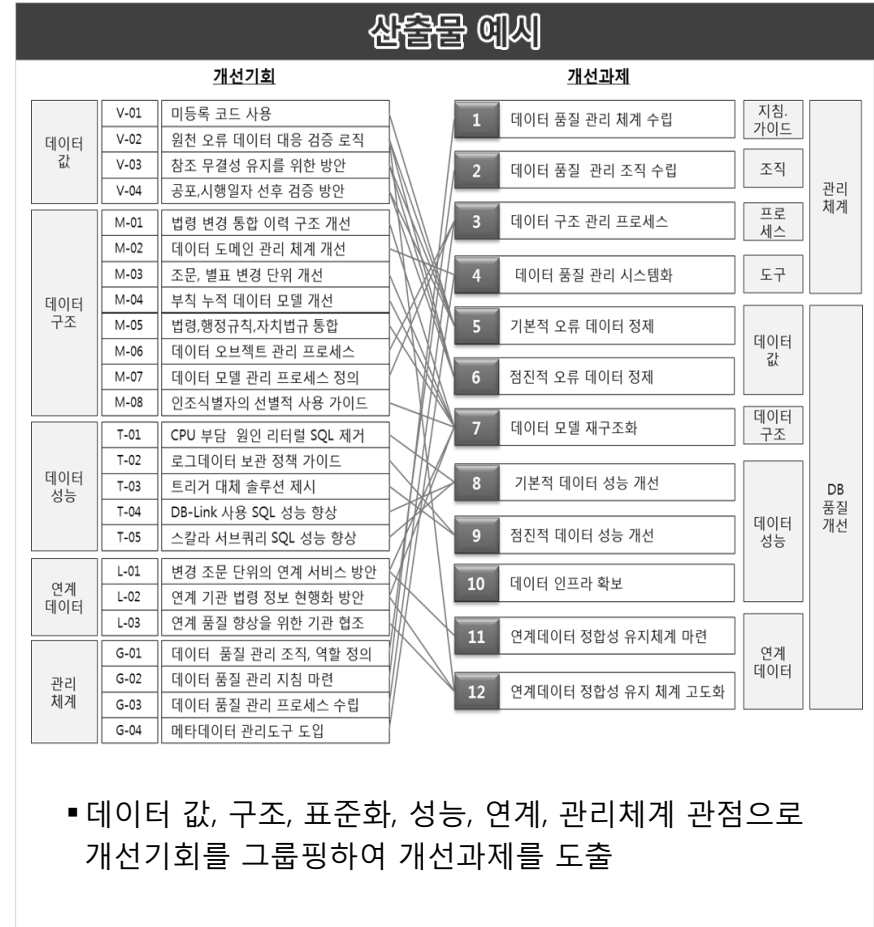 산출물 예시
개선기회
개선과제
데이터
값
V-01 미등록 코드 사용
V-02 원천 오류 데이터 대응 검증 로직
V-03 참조 무결성 유지를 위한 방안
V-04 공포,시행일자 선후 검증 방안
데이터
구조
M-01 법령 변경 통합 이력 구조 개선
M-02 데이터 도메인 관리 체계 개선
M-03 조문, 별표 변경 단위 개선
M-04 부칙 누적 데이터 모델 개선
M-05 법령,행정규칙,자치법규 통합
M-06 데이터 오브젝트 관리 프로세스
M-07 데이터 모델 관리 프로세스 정의
M-08 인조식별자의 선별적 사용 가이드
데이터
성능
T-01 CPU 부담 원인 리터럴 SQL 제거
T-02 로그데이터 보관 정책 가이드
T-03 트리거 대체 솔루션 제시
T-04 DB-Link 사용 SQL 성능 향상
T-05 스칼라 서브쿼리 SQL 성능 향상
연계
데이터
L-01 변경 조문 단위의 연계 서비스 방안
L-02 연계 기관 법령 정보 현행화 방안
L-03 연계 품질 향상을 위한 기관 협조
관리
체계
G-01 데이터 품질 관리 조직, 역할 정의
G-02 데이터 품질 관리 지침 마련
G-03 데이터 품질 관리 프로세스 수립
G-04 메타데이터 관리도구 도입
1 데이터 품질 관리 체계 수립
2 데이터 품질 관리 조직 수립
3 데이터 구조 관리 프로세스
4 데이터 품질 관리 시스템화
5 기본적 오류 데이터 정제
6 점진적 오류 데이터 정제
7 데이터 모델 재구조화
8 기본적 데이터 성능 개선
9 점진적 데이터 성능 개선
10 데이터 인프라 확보
11 연계데이터 정합성 유지체계 마련
12 연계데이터 정합성 유지 체계 고도화
지침.
가이드
조직
프로
세스
도구
데이터
값
데이터
구조
데이터
성능
연계
데이터
관리
체계
DB
품질
개선
▪ 데이터 값, 구조, 표준화, 성능, 연계, 관리체계 관점으로
개선기회를 그룹핑하여 개선과제를 도출